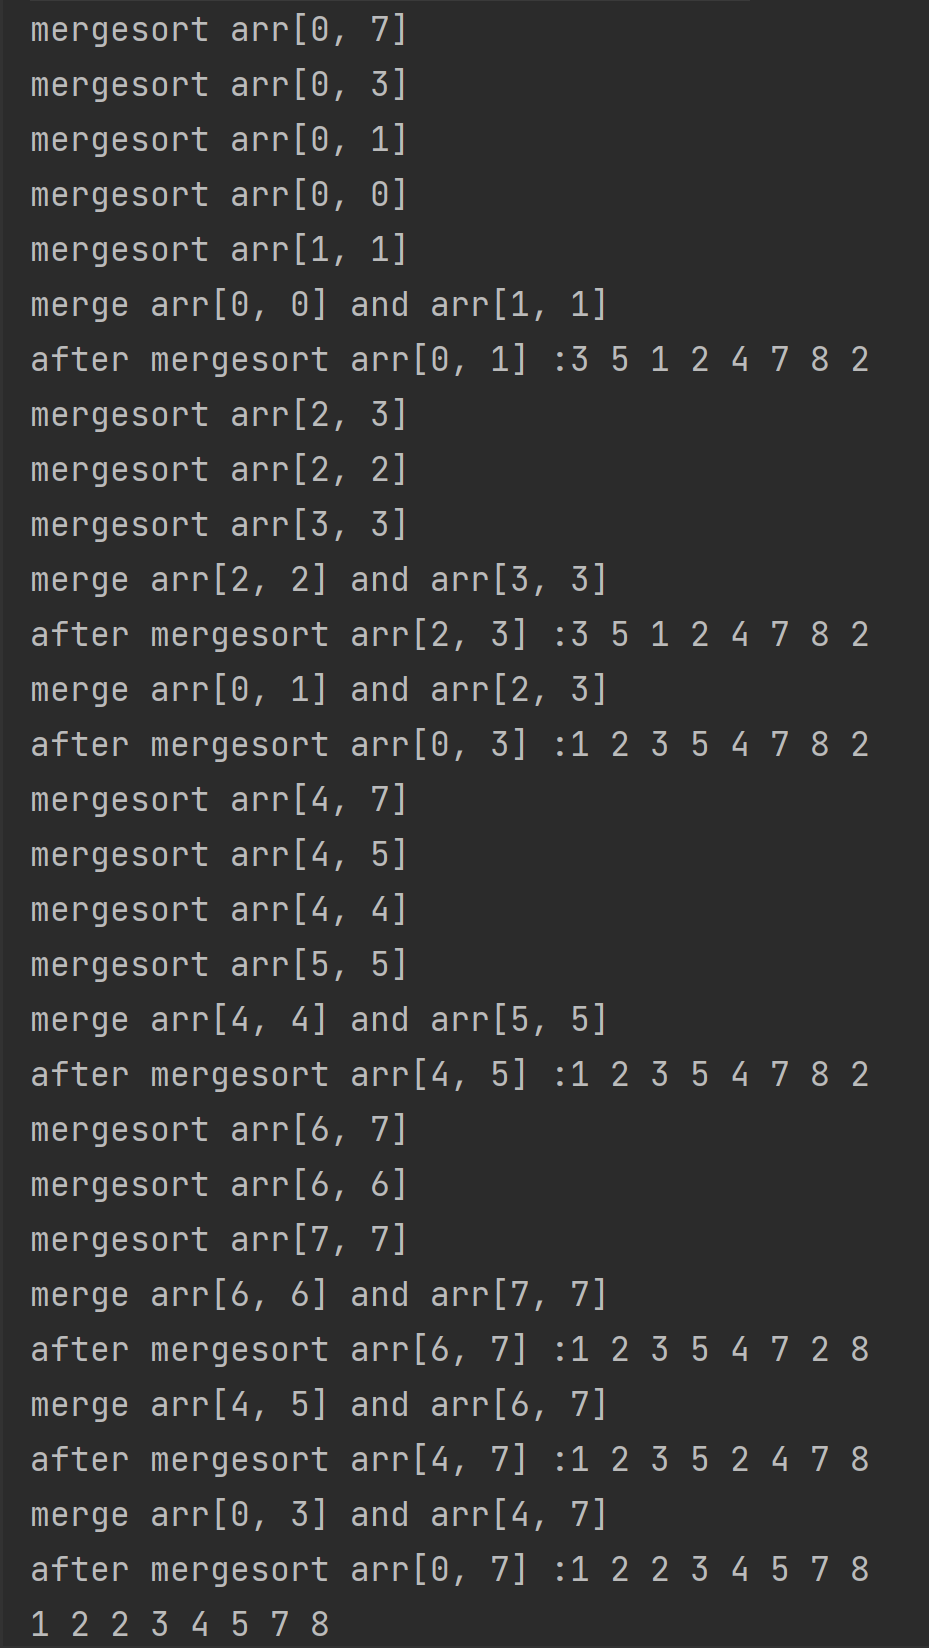 mergesort arr[0, 7]
mergesort arr[0, 3]
mergesort arr[0, 1]
mergesort arr[0, 0]
mergesort arr[1, 1]
merge arr[0, 0] and arr[1, 1]
after mergesort arr[0, 1] :3 5 1 2 4 7 8 2
mergesort arr[2, 3]
mergesort arr[2, 2]
mergesort arr[3, 3]
merge arr[2, 2] and arr[3, 3]
after mergesort arr[2, 3] :3 5 1 2 4 7 8 2
merge arr[0, 1] and arr[2, 3]
after mergesort arr[0, 3] :1 2 3 5 4 7 8 2
mergesort arr[4, 7]
mergesort arr[4, 5]
mergesort arr[4, 4]
mergesort arr[5, 5]
merge arr[4, 4] and arr[5, 5]
after mergesort arr[4, 5] :1 2 3 5 4 7 8 2
mergesort arr[6, 7]
mergesort arr[6, 6]
mergesort arr[7, 7]
merge arr[6, 6] and arr[7, 7]
after mergesort arr[6, 7] :1 2 3 5 4 7 2 8
merge arr[4, 5] and arr[6, 7]
after mergesort arr[4, 7] :1 2 3 5 2 4 7 8
merge arr[0, 3] and arr[4, 7]
after mergesort arr[0, 7] :1 2 2 3 4 5 7 8
1 2 2 3 4 5 7 8